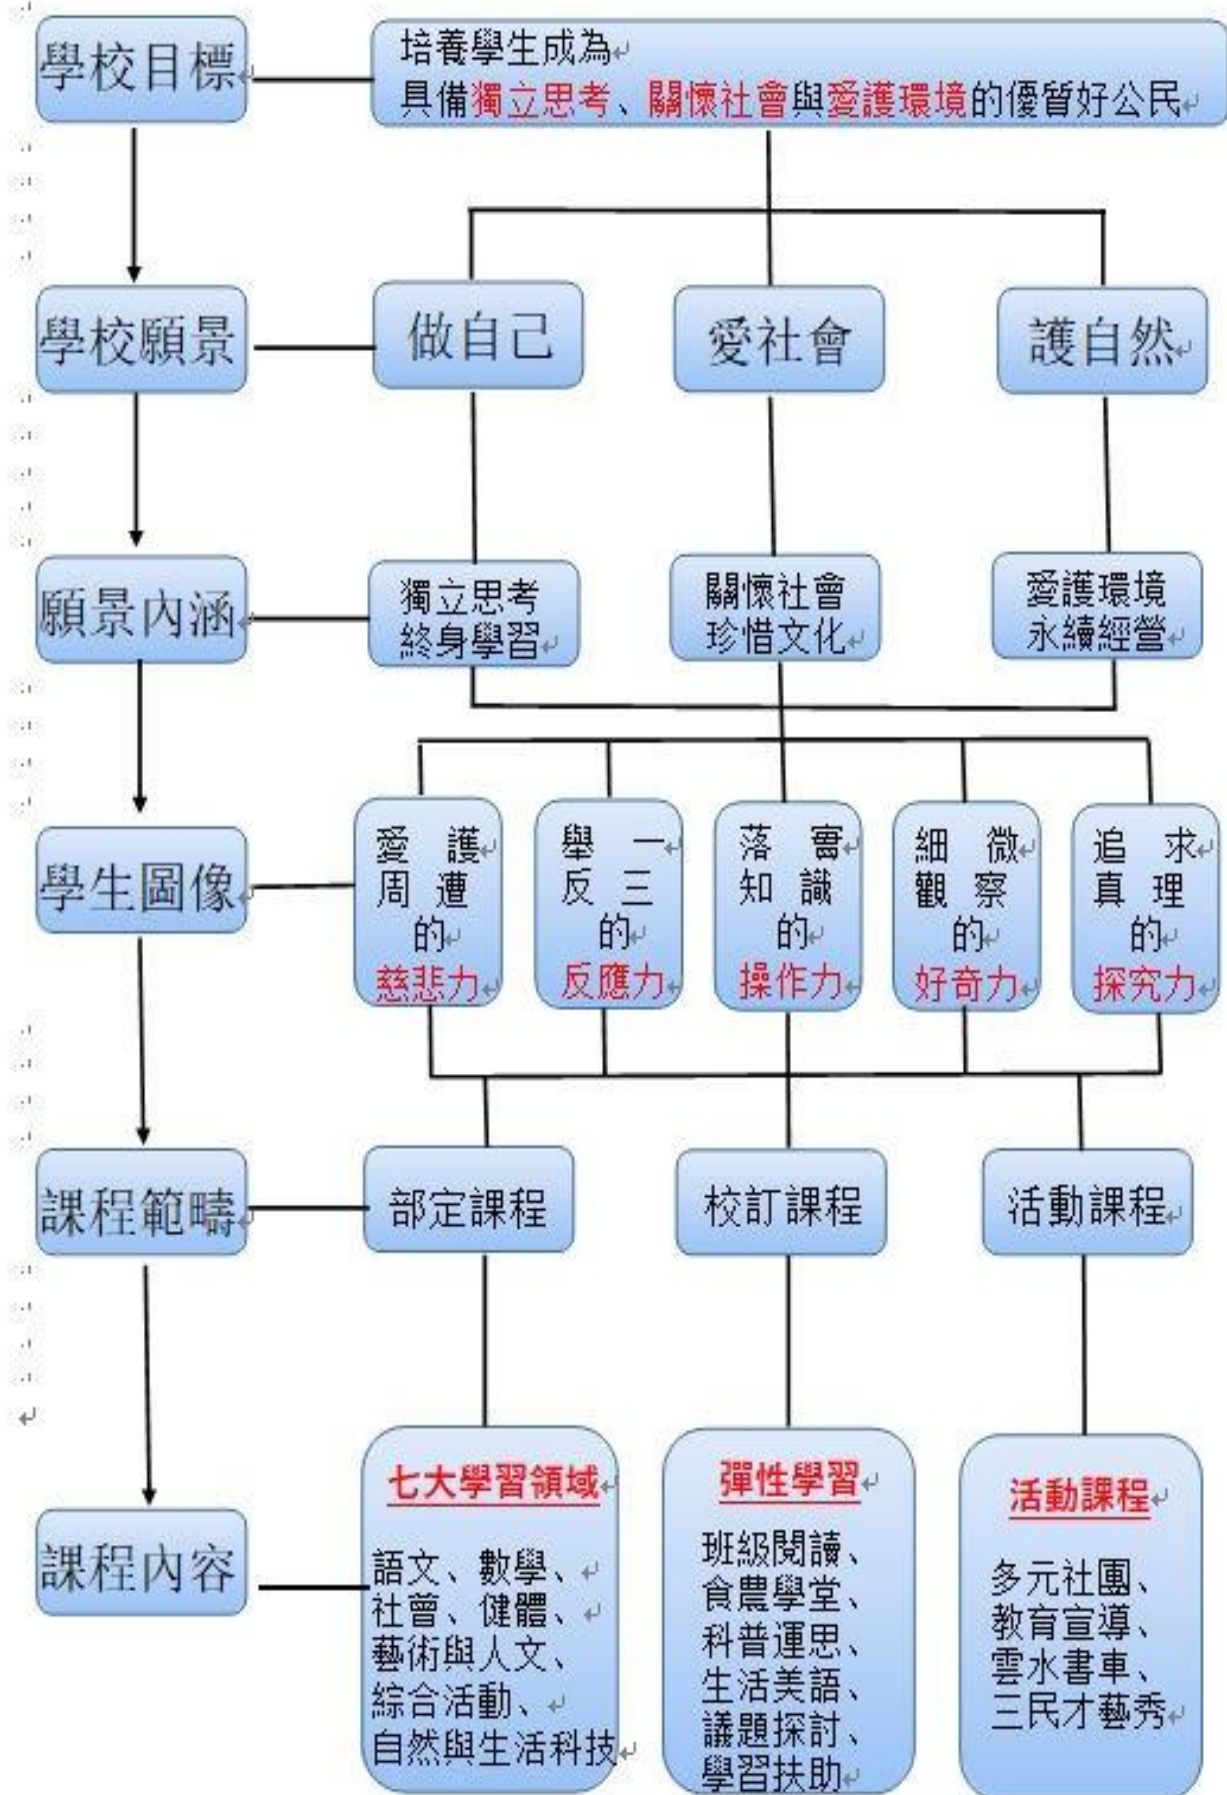 學校目標
培養學生成為
具備獨立思考、關懷社會與愛護環境的優質好公民
學校願景
做自己
愛社會
護自然
願景內涵
獨立思考
終身學習
關懷社會
珍惜文化
愛護環境
永續經營
學生圖像
愛 護
周 遭
的
慈悲力
舉 一
反 三
的
反應力
落 實
知 識
的
操作力
細 微
觀 察
的
好奇力
追 求
真 理
的
探究力
課程範疇
部定課程
校訂課程
活動課程
課程內容
七大學習領域
語文、數學、
社會、健體、
藝術與人文、
綜合活動、
自然與生活科技
彈性學習
班級閱讀、
食農學堂、
科普運思、
生活美語、
議題探討、
學習扶助
活動課程
多元社團、
教育宣導、
雲水書車、
三民才藝秀